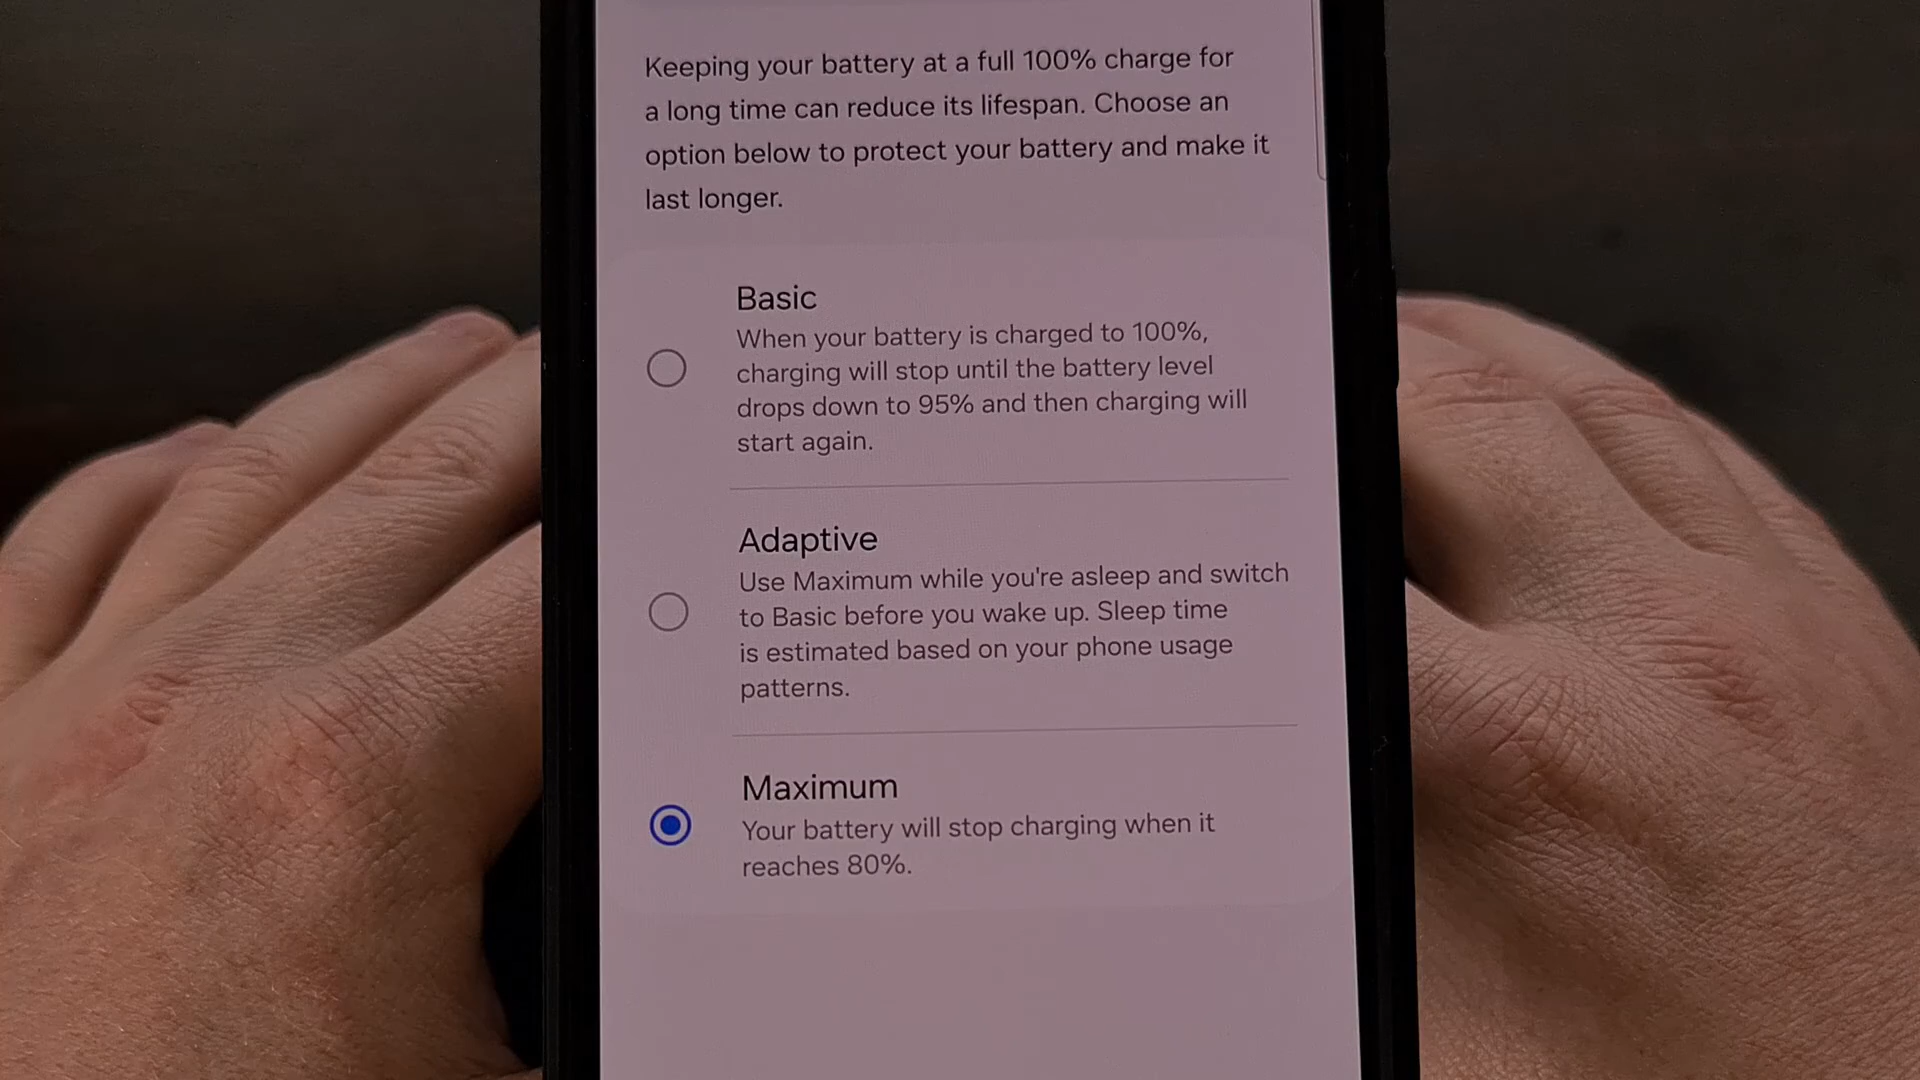 Keeping your battery at a full 100% charge for
a long time can reduce its lifespan. Choose an
option below to protect your battery and make it
last longer.
Basic
When your battery is charged to 100%,
charging will stop until the battery level
drops down to 95% and then charging will
start again.
Adaptive
Use Maximum while you're asleep and switch
to Basic before you wake up. Sleep time
is estimated based on your phone usage
patterns.
Maximum
Your battery will stop charging when it
reaches 80%.